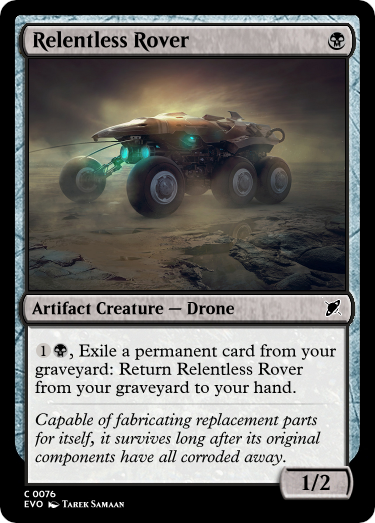 Relentless Rover
Artifact Creature — Drone
1, Exile a permanent card from your
graveyard: Return Relentless Rover
from your graveyard to your hand.
Capable of fabricating replacement parts
for itself, it survives long after its original
components have all corroded away.
1/2
C 0076
EVO Tarek Samaan